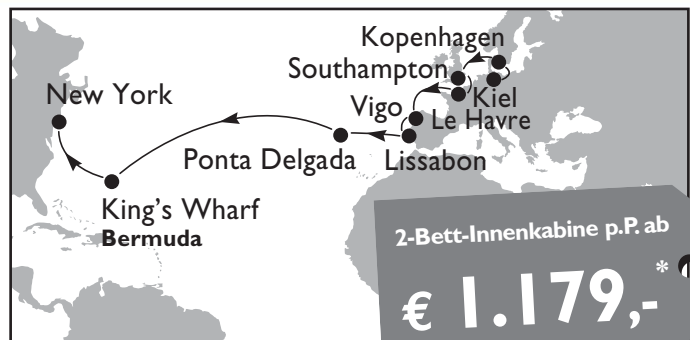 Kopenhagen
Southampton
New York
Vigo
Kiel
Le Havre
Ponta Delgada
Lissabon
King's Wharf
Bermuda
2-Bett-Innenkabine p.P. ab
€ 1.179,-*